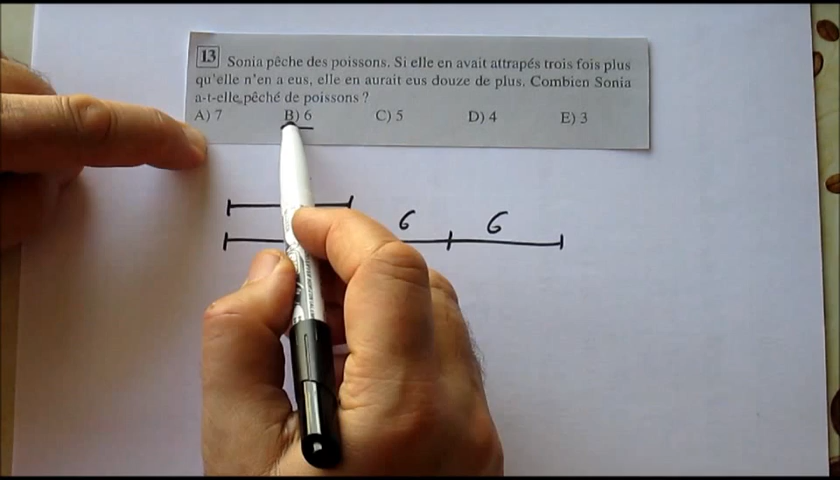 13 Sonia pêche des poissons. Si elle en avait attrapés trois fois plus
qu'elle n'en a eus, elle en aurait eus douze de plus. Combien Sonia
a-t-elle pêché de poissons ?
A) 7 B) 6 C) 5 D) 4 E) 3
6 6